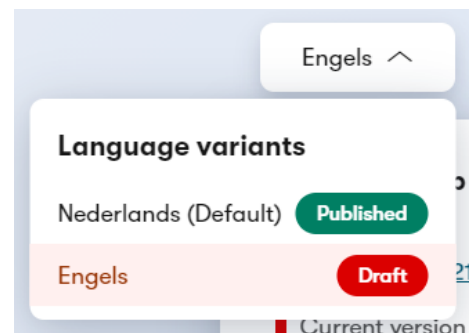 Engels
Language variants
Nederlands (Default) Published
Engels Draft
Current version